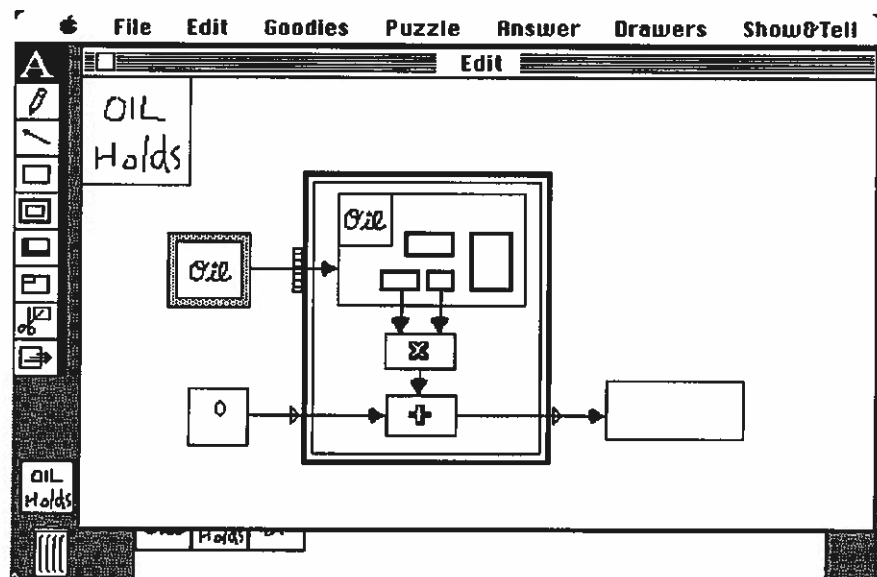 File Edit Goodies Puzzle Answer Drawers Show&Tell
A
Edit
OIL
Holds
Oil
Oil
×
0
+
OIL
Holds
Holds